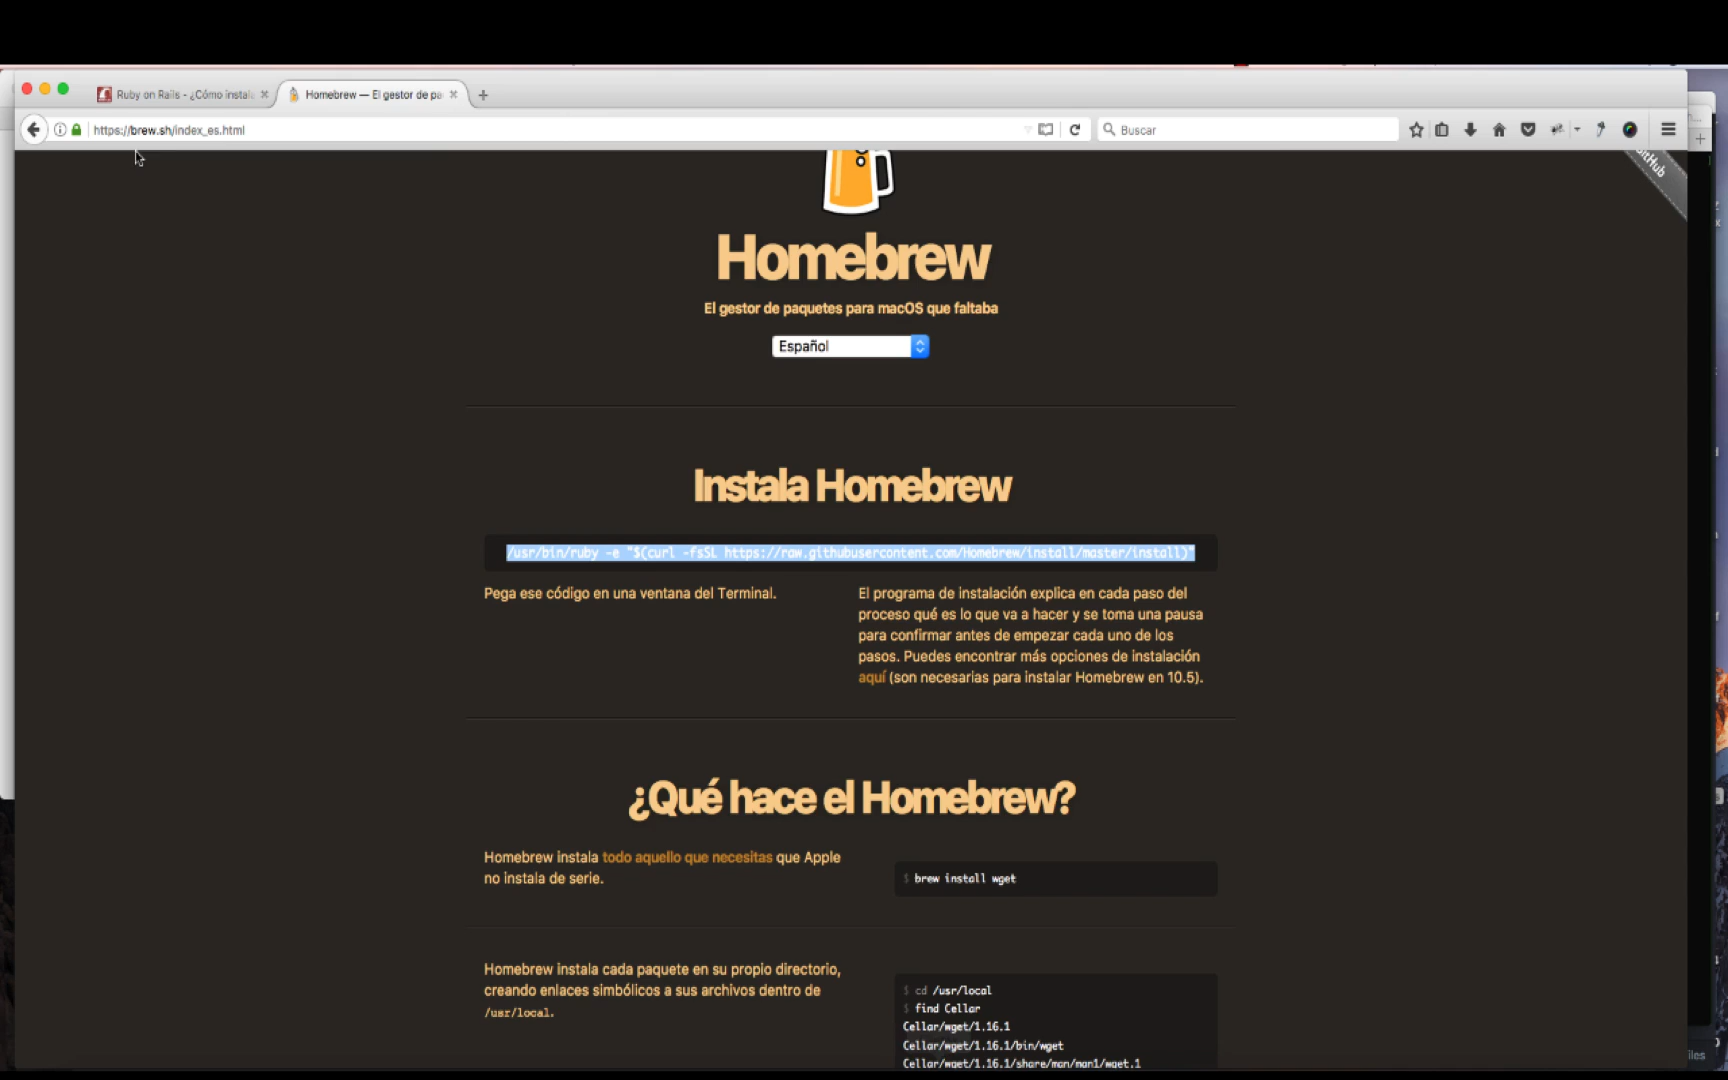 Ruby on Rails - ¿Cómo instala
Homebrew — El gestor de pa
https://brew.sh/index_es.html
Buscar
GitHub
Homebrew
El gestor de paquetes para macOS que faltaba
Español
Instala Homebrew
/usr/bin/ruby -e "$(curl -fsSL https://raw.githubusercontent.com/Homebrew/install/master/install)"
Pega ese código en una ventana del Terminal.
El programa de instalación explica en cada paso del
proceso qué es lo que va a hacer y se toma una pausa
para confirmar antes de empezar cada uno de los
pasos. Puedes encontrar más opciones de instalación
aquí (son necesarias para instalar Homebrew en 10.5).
¿Qué hace el Homebrew?
Homebrew instala todo aquello que necesitas que Apple
no instala de serie.
$ brew install wget
Homebrew instala cada paquete en su propio directorio,
creando enlaces simbólicos a sus archivos dentro de
/usr/local.
$ cd /usr/local
$ find Cellar
Cellar/wget/1.16.1
Cellar/wget/1.16.1/bin/wget
Cellar/wget/1.16.1/share/man/man1/wget.1
iles